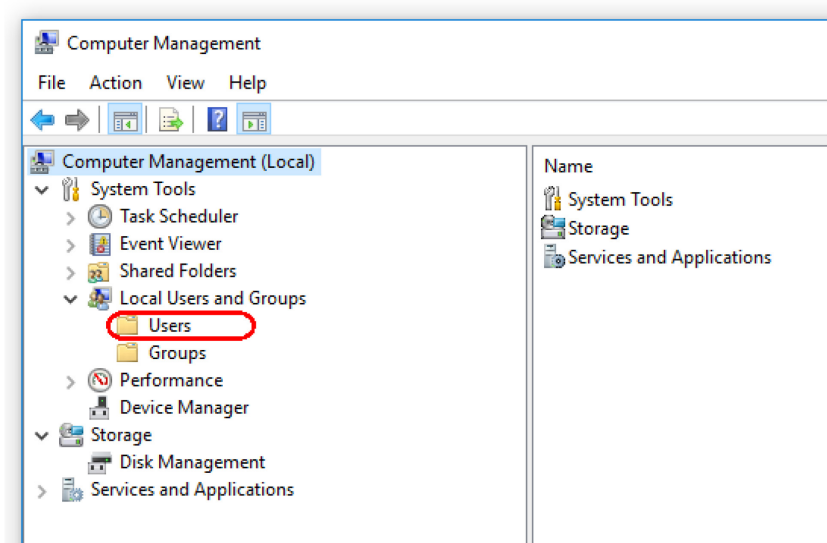 Computer Management
File Action View Help
Computer Management (Local)
System Tools
Task Scheduler
Event Viewer
Shared Folders
Local Users and Groups
Users
Groups
Performance
Device Manager
Storage
Disk Management
Services and Applications
Name
System Tools
Storage
Services and Applications